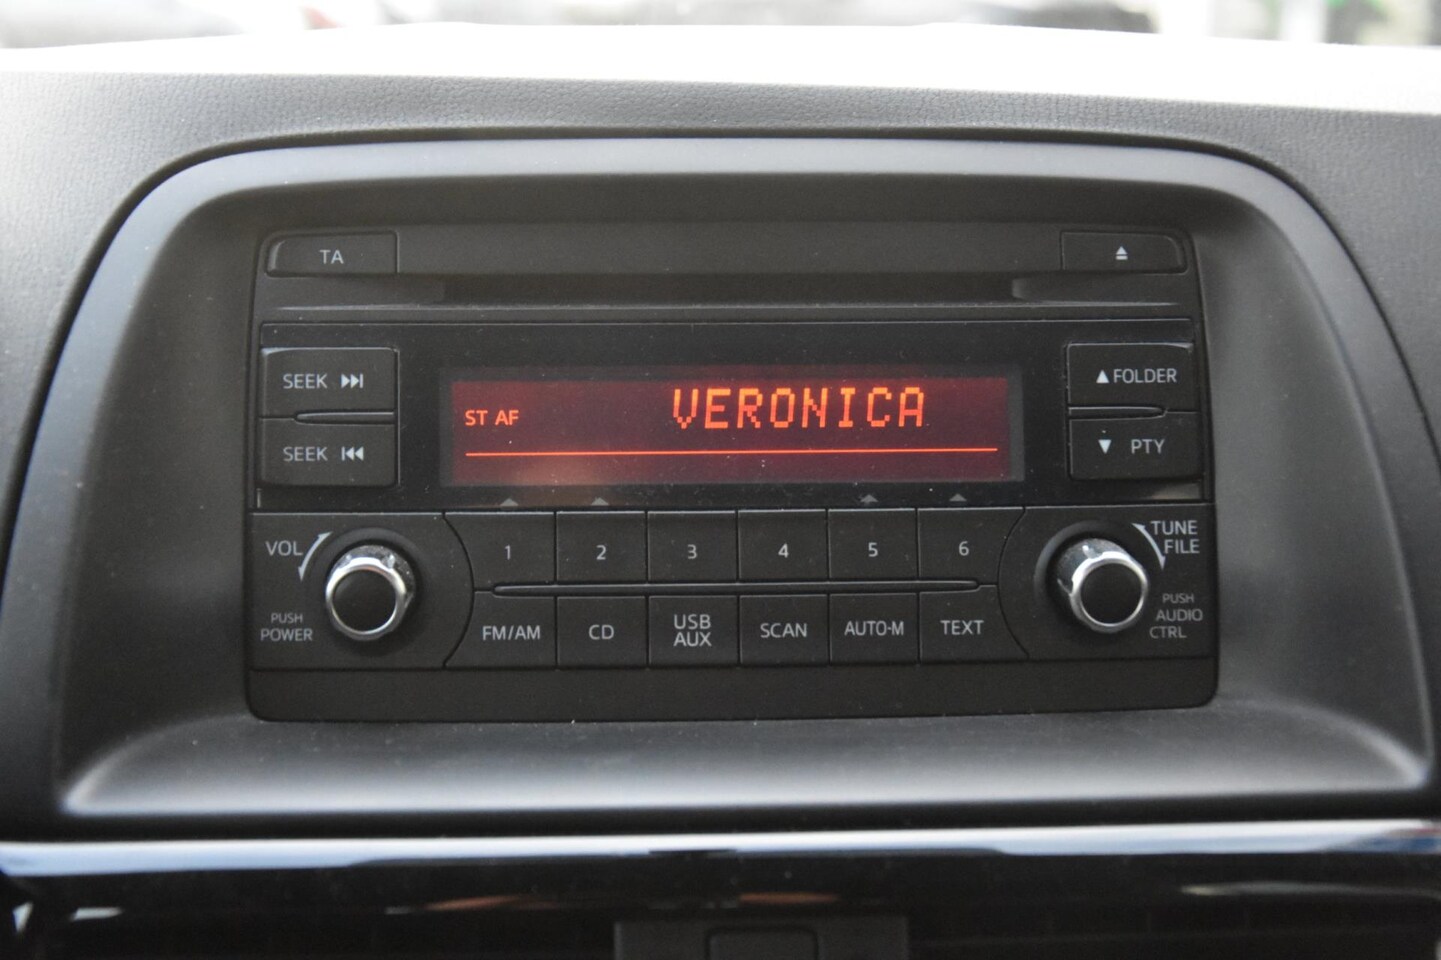 TA
SEEK
SEEK
ST AF
VERONICA
FOLDER
PTY
VOL
PUSH
POWER
1
2
3
4
5
6
FM/AM
CD
USB
AUX
SCAN
AUTO-M
TEXT
TUNE
FILE
PUSH
AUDIO
CTRL